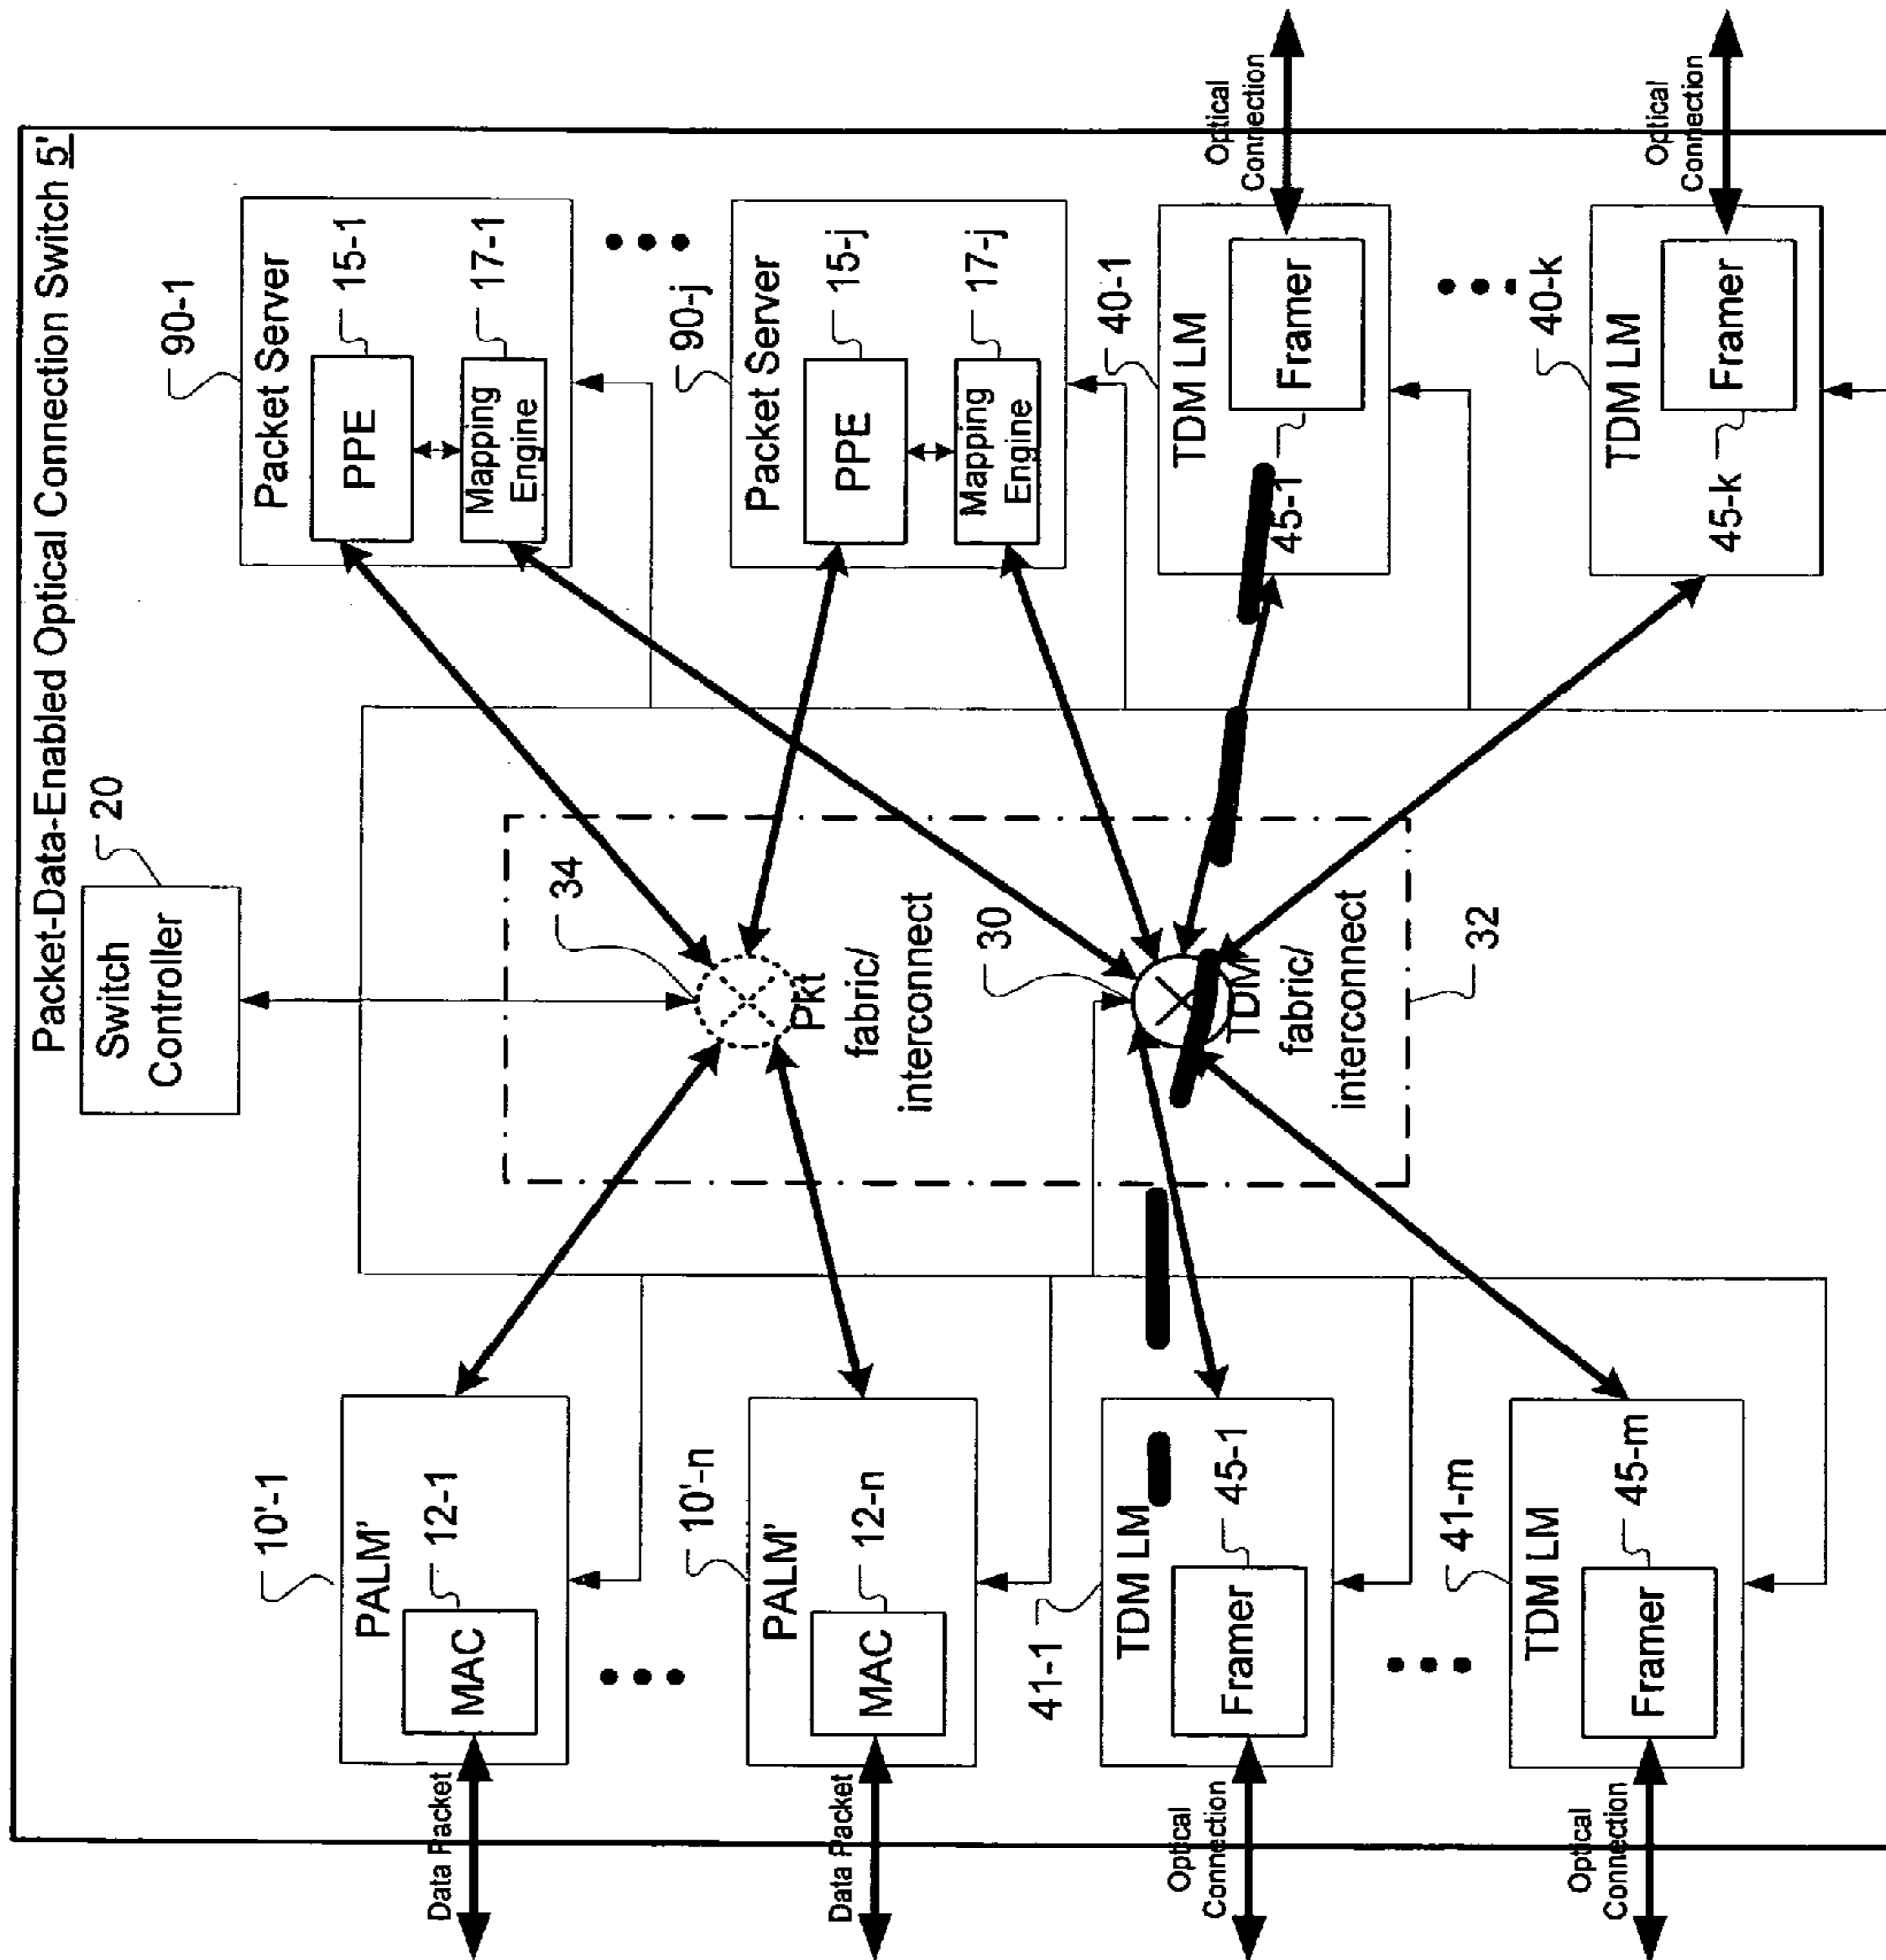 Packet-Data-Enabled Optical Connection Switch 5'
Switch
Controller
20
10'-1
PALM'
12-1
MAC
Data Packet
10'-n
PALM'
12-n
MAC
Data Packet
41-1
TDM LM
45-1
Framer
Optical
Connection
41-m
TDM LM
45-m
Framer
Optical
Connection
34
Pkt
fabric/
interconnect
30
TDM
fabric/
interconnect
32
90-1
Packet Server
PPE
15-1
Mapping
Engine
17-1
90-j
Packet Server
PPE
15-j
Mapping
Engine
17-j
40-1
TDM LM
Framer
45-1
Optical
Connection
40-k
TDM LM
Framer
45-k
Optical
Connection